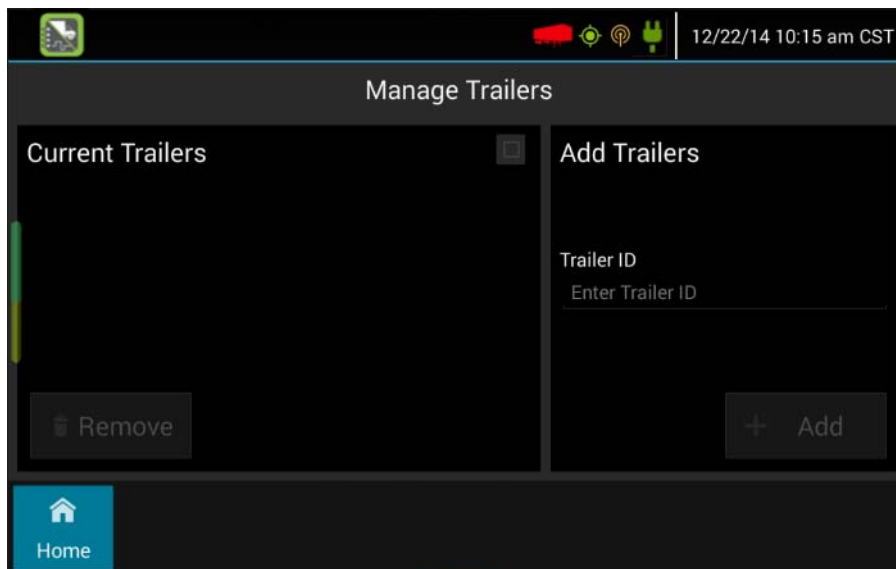 12/22/14 10:15 am CST
Manage Trailers
Current Trailers
Add Trailers
Trailer ID
Enter Trailer ID
Remove
Add
Home